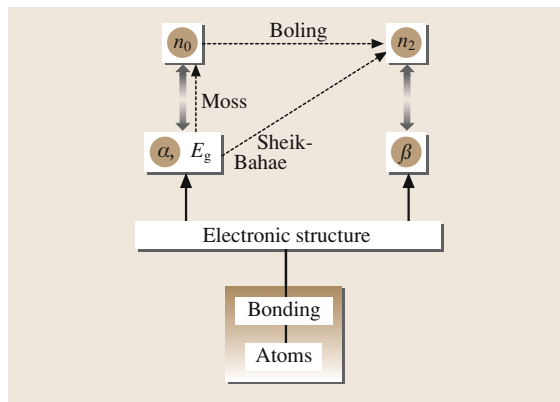 Boling
n0 n2
Moss
α, Eg
Sheik-
Bahae
β
Electronic structure
Bonding
Atoms